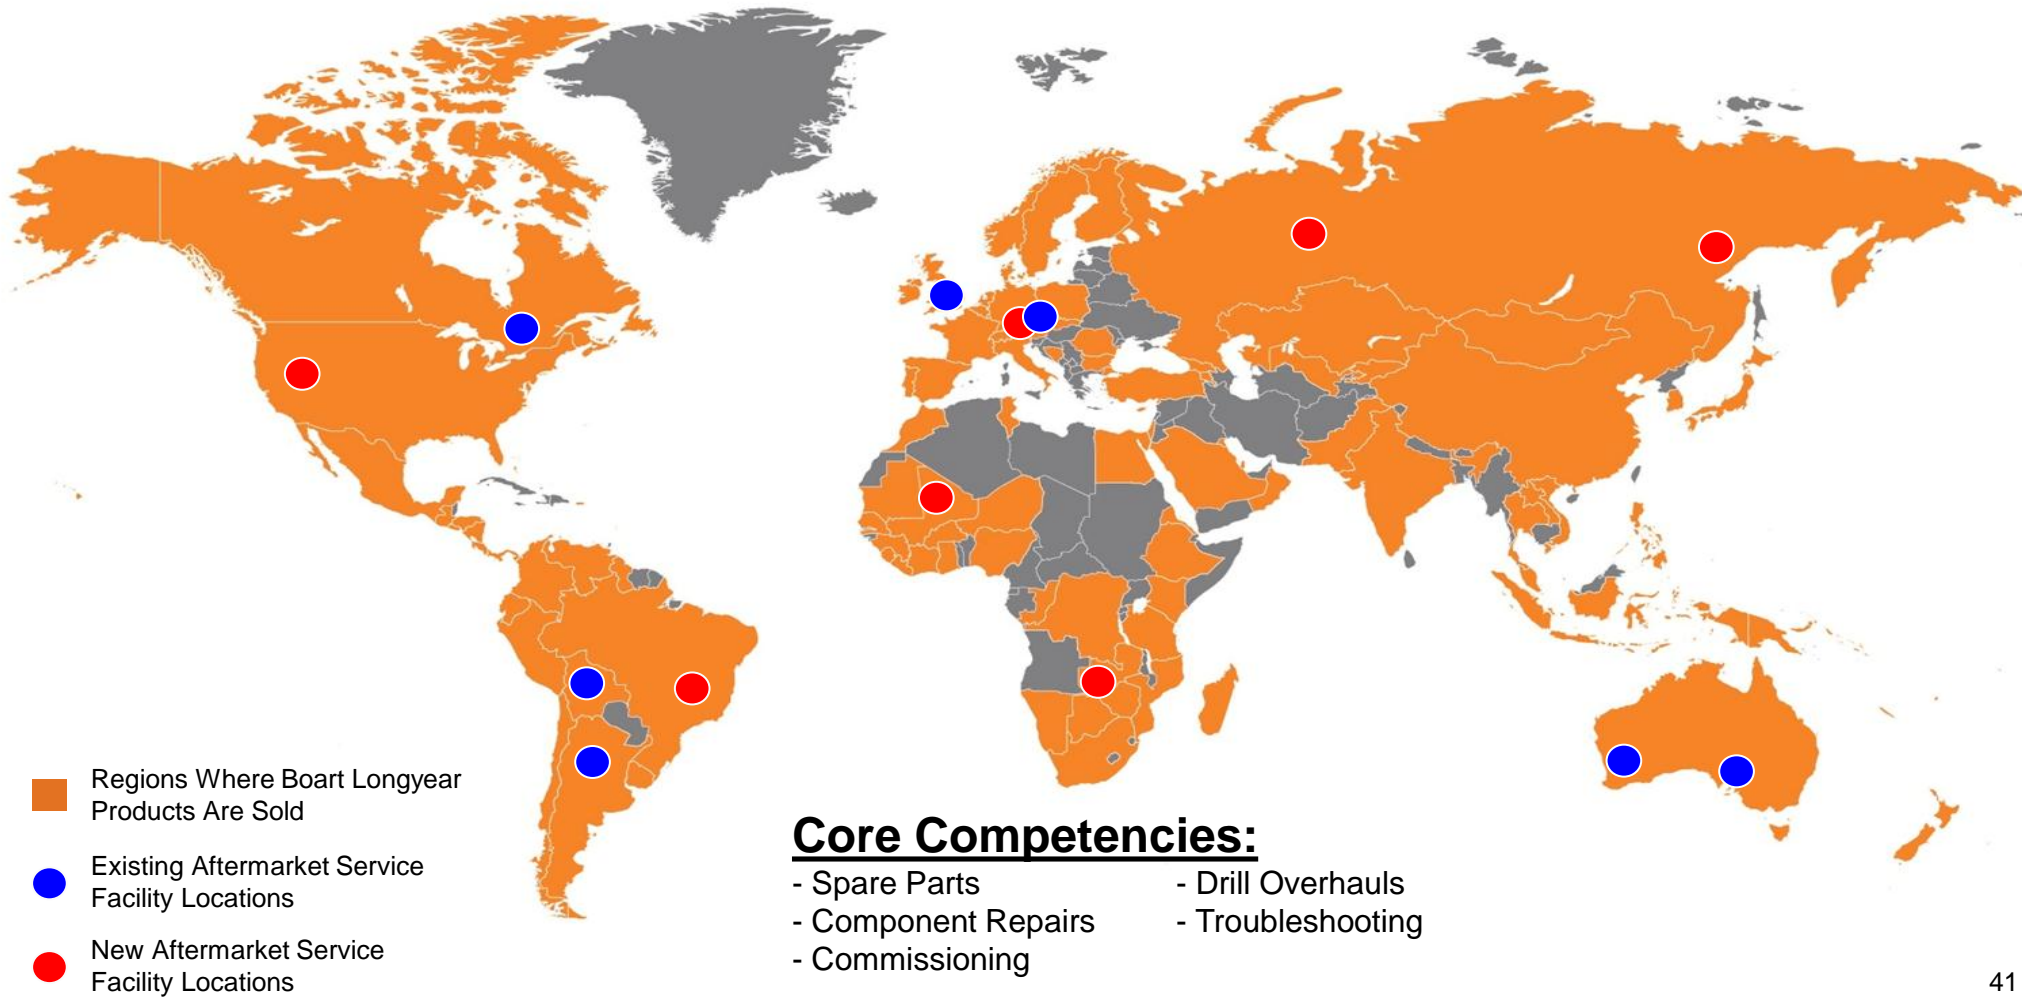 Regions Where Boart Longyear
Products Are Sold
Existing Aftermarket Service
Facility Locations
New Aftermarket Service
Facility Locations
Core Competencies:
- Spare Parts
- Component Repairs
- Commissioning
- Drill Overhauls
- Troubleshooting
41